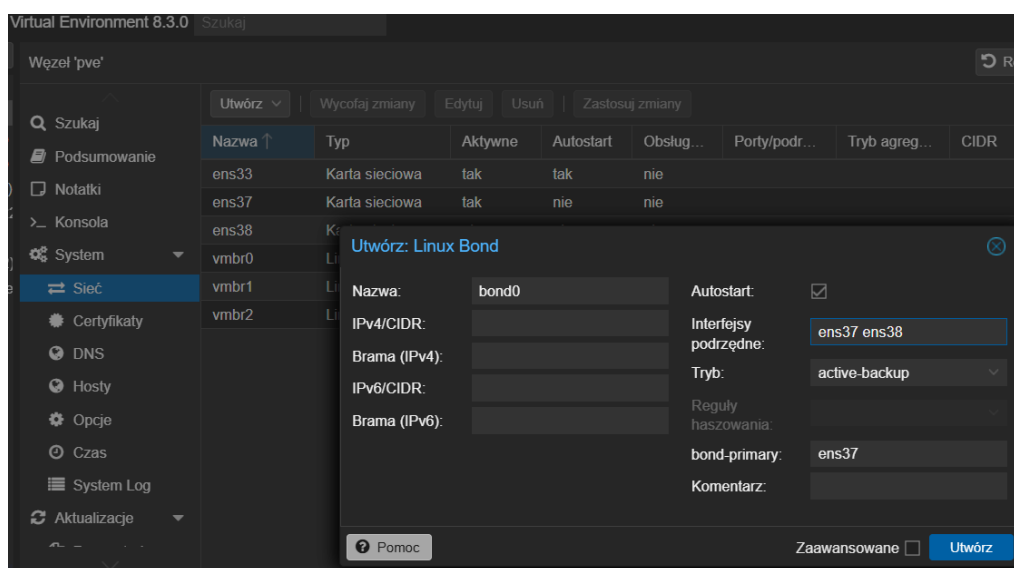 Virtual Environment 8.3.0 Szukaj
Węzeł 'pve'
Szukaj
Podsumowanie
Notatki
Konsola
System
Sieć
Certyfikaty
DNS
Hosty
Opcje
Czas
System Log
Aktualizacje
Utwórz Wycofaj zmiany Edytuj Usuń Zastosuj zmiany
Nazwa Typ Aktywne Autostart Obsług... Porty/podr... Tryb agreg... CIDR
ens33 Karta sieciowa tak tak nie
ens37 Karta sieciowa tak nie nie
ens38
vmbr0
vmbr1
vmbr2
Utwórz: Linux Bond
Nazwa: bond0
IPv4/CIDR:
Brama (IPv4):
IPv6/CIDR:
Brama (IPv6):
Autostart:
Interfejsy
podrzędne: ens37 ens38
Tryb: active-backup
Reguły
haszowania:
bond-primary: ens37
Komentarz:
Pomoc Zaawansowane Utwórz